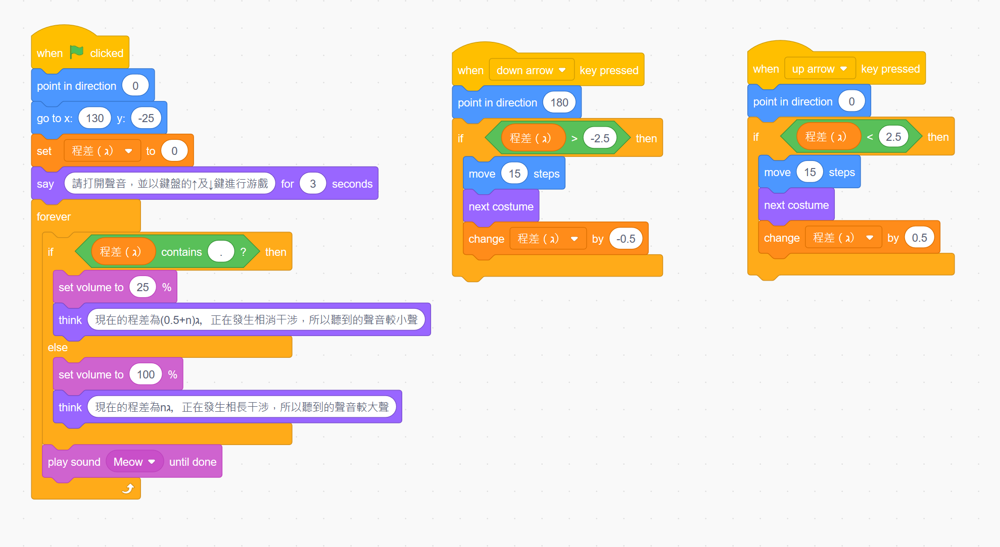 when clicked
point in direction 0
go to x: 130 y: -25
set 程差 ( ג) to 0
say 請打開聲音，並以鍵盤的↑及↓鍵進行游戲 for 3 seconds
forever
if 程差 ( ג) contains . ? then
set volume to 25 %
think 現在的程差為(0.5+n)ג, 正在發生相消干涉，所以聽到的聲音較小聲
else
set volume to 100 %
think 現在的程差為nג, 正在發生相長干涉，所以聽到的聲音較大聲
play sound Meow until done
when down arrow key pressed
point in direction 180
if 程差 ( ג) > -2.5 then
move 15 steps
next costume
change 程差 ( ג) by -0.5
when up arrow key pressed
point in direction 0
if 程差 ( ג) < 2.5 then
move 15 steps
next costume
change 程差 ( ג) by 0.5